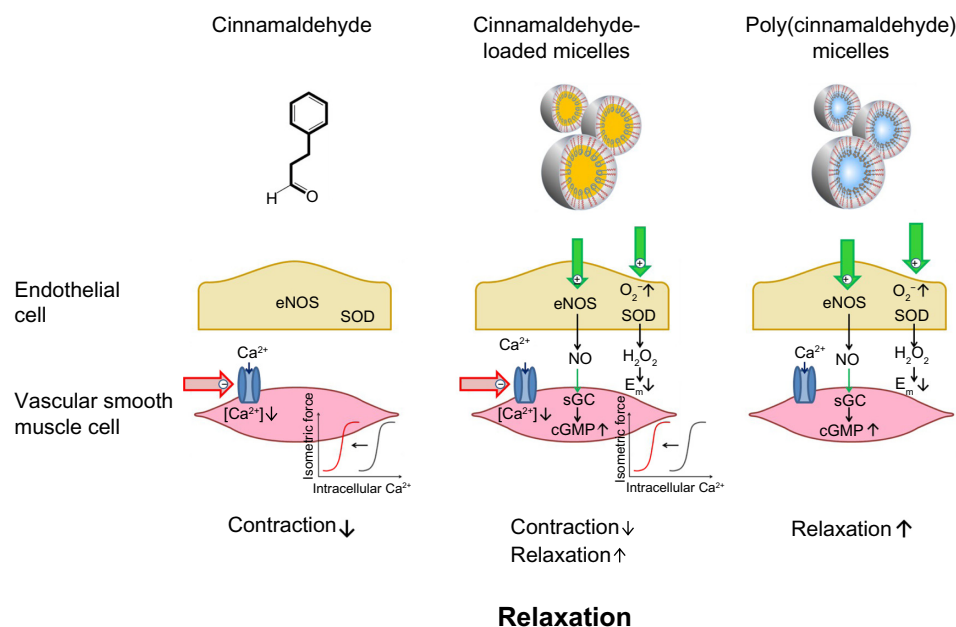 Cinnamaldehyde
Cinnamaldehyde-
loaded micelles
Poly(cinnamaldehyde)
micelles
H
O
Endothelial
cell
eNOS
SOD
+
+
eNOS
O₂⁻↑
SOD
+
+
eNOS
O₂⁻↑
SOD
Vascular smooth
muscle cell
Ca²⁺
−
[Ca²⁺]↓
Isometric force
Intracellular Ca²⁺
Ca²⁺
−
[Ca²⁺]↓
NO
sGC
cGMP↑
H₂O₂
Eₘ↓
Isometric force
Intracellular Ca²⁺
Ca²⁺
NO
sGC
cGMP↑
H₂O₂
Eₘ↓
Contraction↓
Contraction↓
Relaxation↑
Relaxation↑
Relaxation